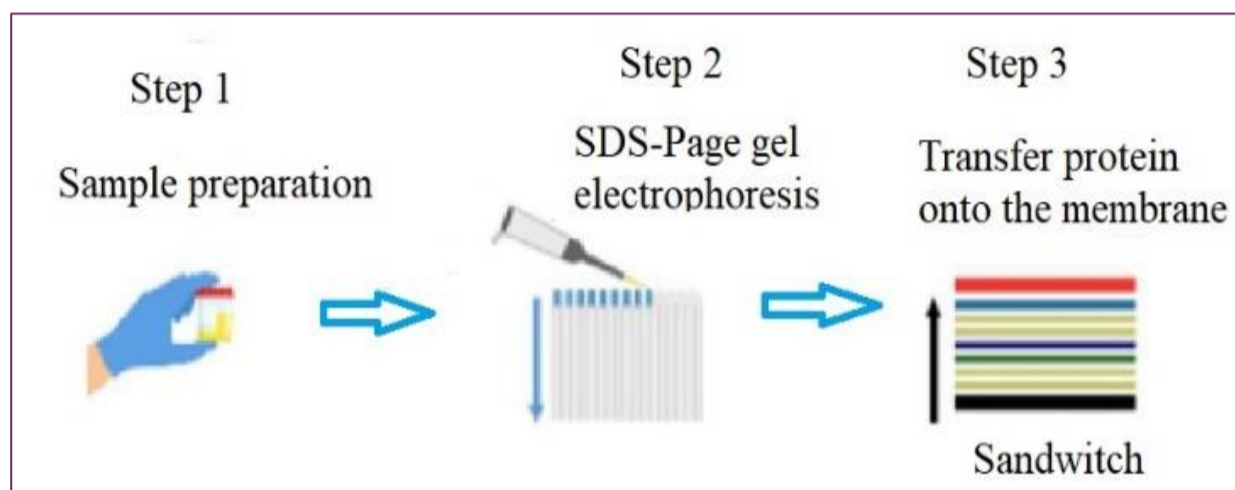 Step 1
Sample preparation
Step 2
SDS-Page gel
electrophoresis
Step 3
Transfer protein
onto the membrane
Sandwitch